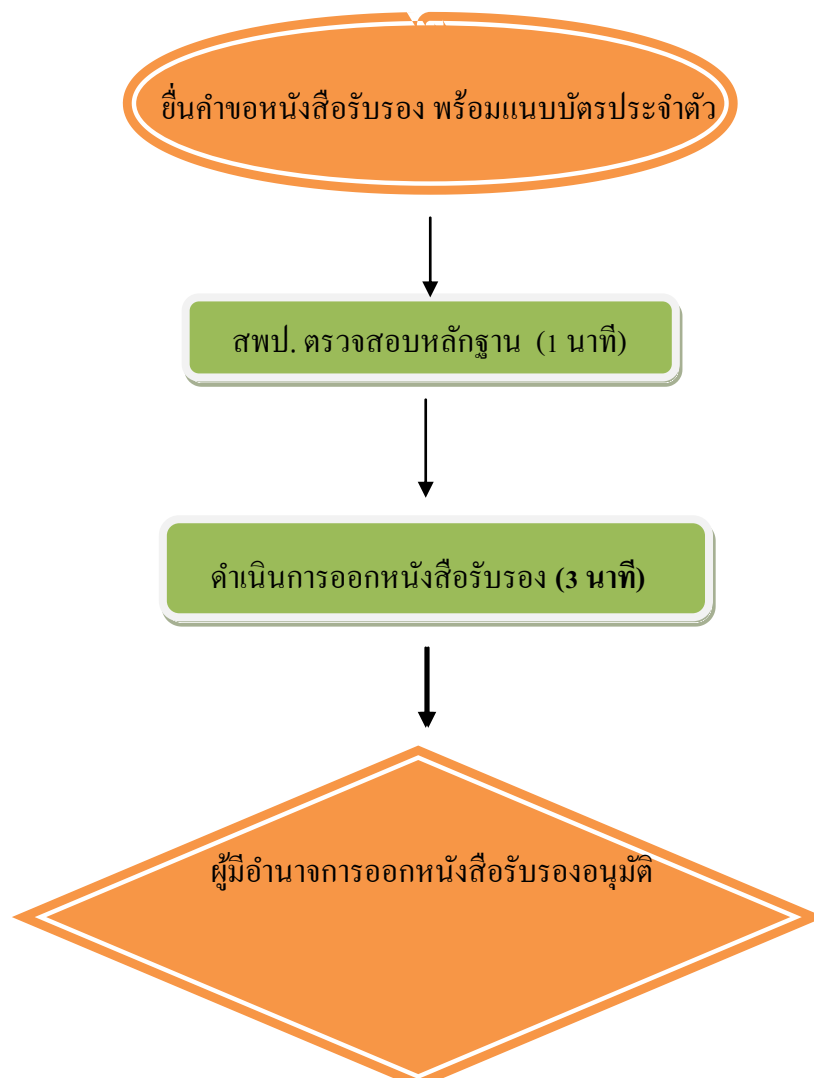 ยื่นคำขอหนังสือรับรอง พร้อมแนบบัตรประจำตัว
สพป. ตรวจสอบหลักฐาน (1 นาที)
ดำเนินการออกหนังสือรับรอง (3 นาที)
ผู้มีอำนาจการออกหนังสือรับรองอนุมัติ